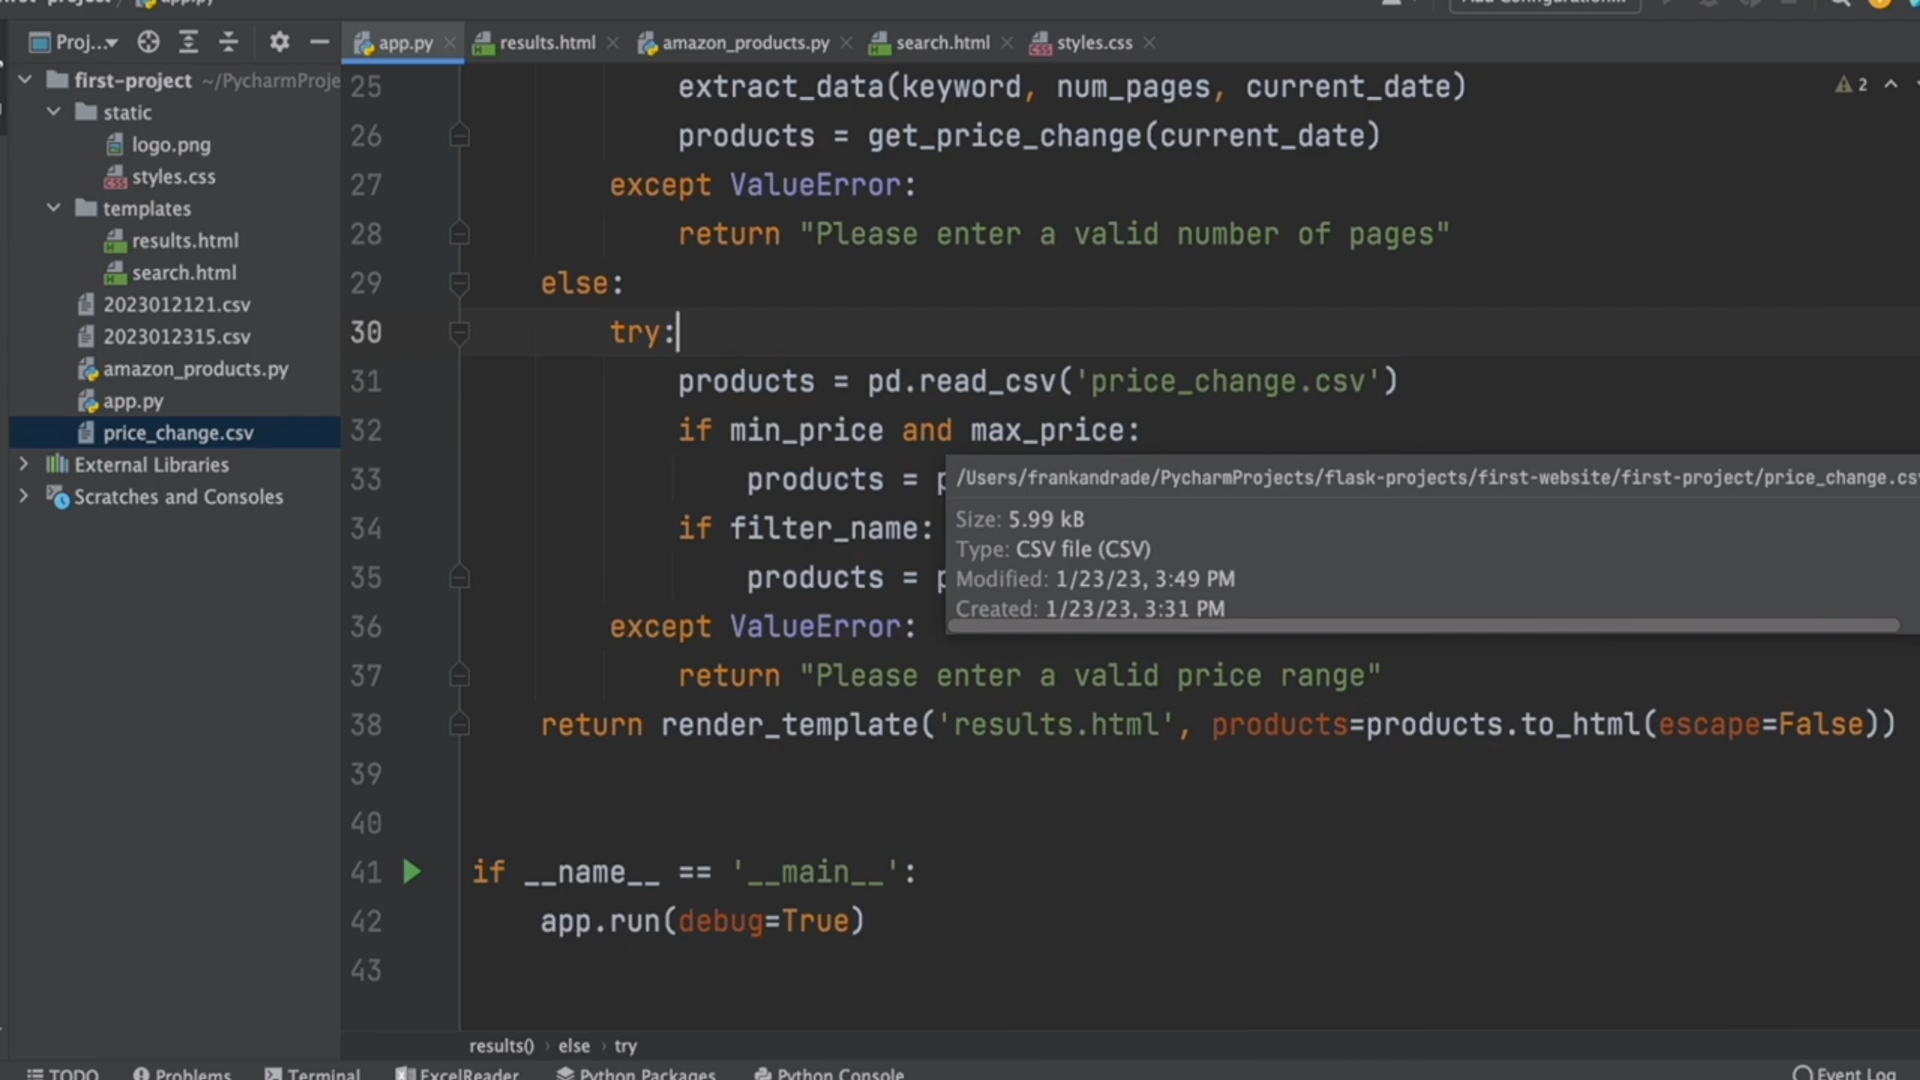 app.py
Proj...
app.py
results.html
amazon_products.py
search.html
styles.css
first-project ~/PycharmProje
static
logo.png
styles.css
templates
results.html
search.html
2023012121.csv
2023012315.csv
amazon_products.py
app.py
price_change.csv
External Libraries
Scratches and Consoles
2
25 extract_data(keyword, num_pages, current_date)
26 products = get_price_change(current_date)
27 except ValueError:
28 return "Please enter a valid number of pages"
29 else:
30 try:
31 products = pd.read_csv('price_change.csv')
32 if min_price and max_price:
33 products = p
34 if filter_name:
35 products = p
36 except ValueError:
37 return "Please enter a valid price range"
38 return render_template('results.html', products=products.to_html(escape=False))
39
40
41 if __name__ == '__main__':
42 app.run(debug=True)
43
/Users/frankandrade/PycharmProjects/flask-projects/first-website/first-project/price_change.csv
Size: 5.99 kB
Type: CSV file (CSV)
Modified: 1/23/23, 3:49 PM
Created: 1/23/23, 3:31 PM
results() › else › try
TODO
Problems
Terminal
ExcelReader
Python Packages
Python Console
Event Log